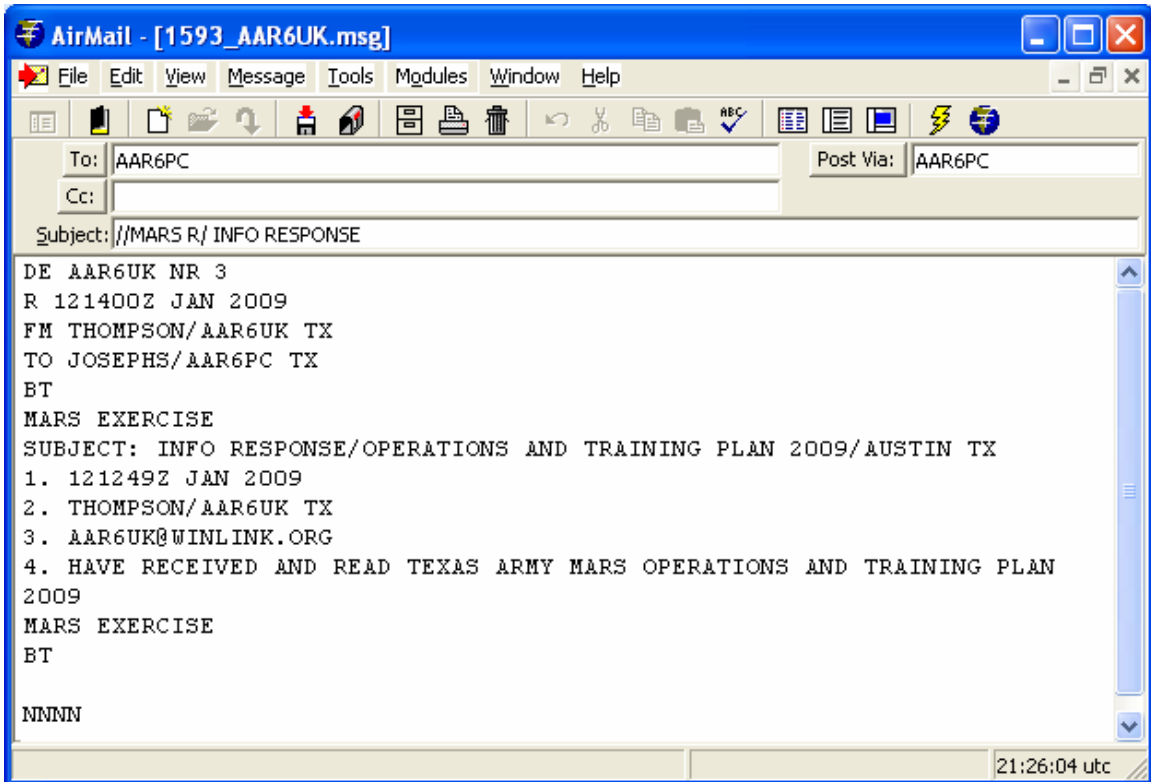 AirMail - [1593_AAR6UK.msg]
File Edit View Message Tools Modules Window Help
ABC
To: AAR6PC Post Via: AAR6PC
Cc:
Subject: //MARS R/ INFO RESPONSE
DE AAR6UK NR 3
R 121400Z JAN 2009
FM THOMPSON/AAR6UK TX
TO JOSEPHS/AAR6PC TX
BT
MARS EXERCISE
SUBJECT: INFO RESPONSE/OPERATIONS AND TRAINING PLAN 2009/AUSTIN TX
1. 121249Z JAN 2009
2. THOMPSON/AAR6UK TX
3. AAR6UK@WINLINK.ORG
4. HAVE RECEIVED AND READ TEXAS ARMY MARS OPERATIONS AND TRAINING PLAN
2009
MARS EXERCISE
BT
NNNN
21:26:04 utc